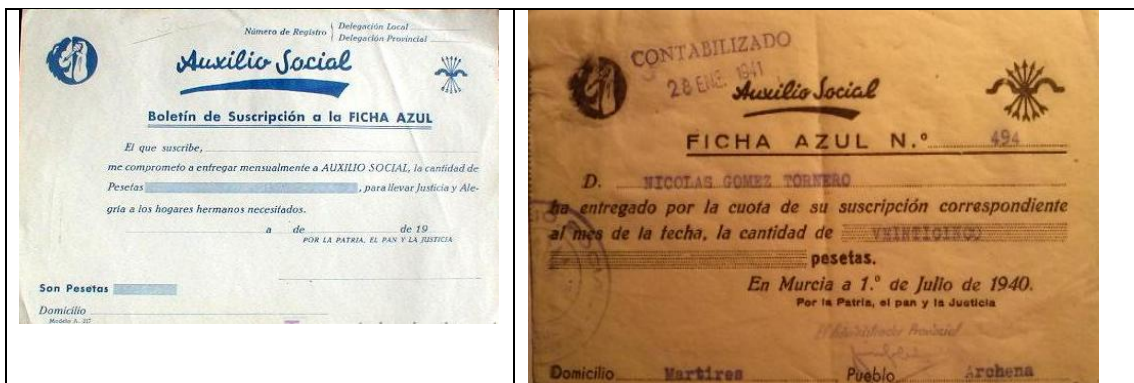 Número de Registro { Delegación Local
Delegación Provincial
Auxilio Social
Boletín de Suscripción a la FICHA AZUL
El que suscribe,
me comprometo a entregar mensualmente a AUXILIO SOCIAL, la cantidad de
Pesetas , para llevar Justicia y Ale-
gría a los hogares hermanos necesitados.
a de de 19
POR LA PATRIA, EL PAN Y LA JUSTICIA
Son Pesetas
Domicilio
Modelo A.
CONTABILIZADO
28 ENE. 1941
Auxilio Social
FICHA AZUL N.° 494
D. NICOLAS GOMEZ TORNERO
ha entregado por la cuota de su suscripción correspondiente
al mes de la fecha, la cantidad de VEINTICINCO
pesetas.
En Murcia a 1.° de Julio de 1940.
Por la Patria, el pan y la Justicia
El Administrador Provincial
Domicilio Martires Pueblo Archena